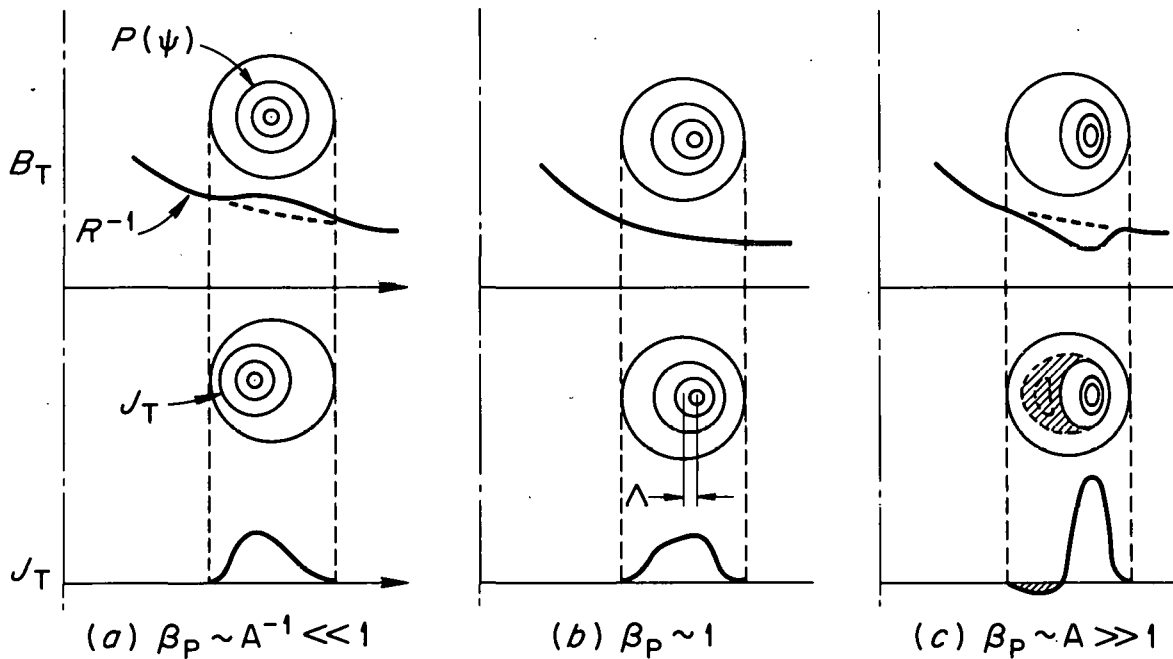 P(ψ)
B_T
R⁻¹
J_T
Λ
J_T
(a) β_P ~ A⁻¹ << 1
(b) β_P ~ 1
(c) β_P ~ A >> 1